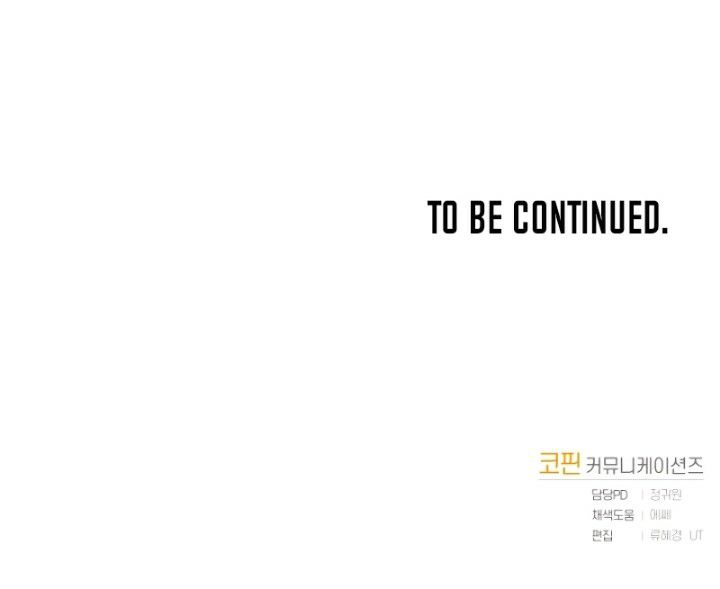 TO BE CONTINUED.
코핀 커뮤니케이션즈
담당PD | 정귀원
채색도움 | 에쎄
편집 | 류혜경 UT